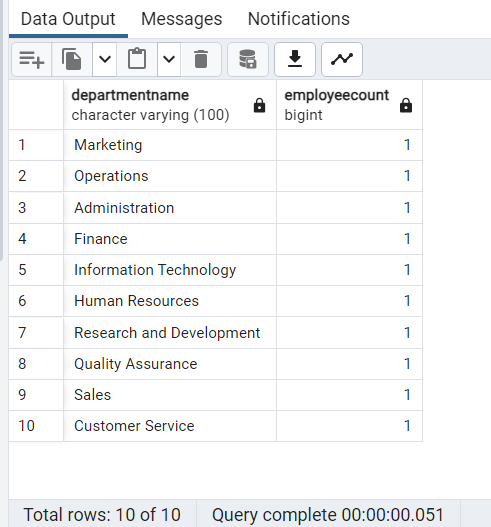 Data Output Messages Notifications
departmentname employeecount
character varying (100) bigint
1 Marketing 1
2 Operations 1
3 Administration 1
4 Finance 1
5 Information Technology 1
6 Human Resources 1
7 Research and Development 1
8 Quality Assurance 1
9 Sales 1
10 Customer Service 1
Total rows: 10 of 10 Query complete 00:00:00.051